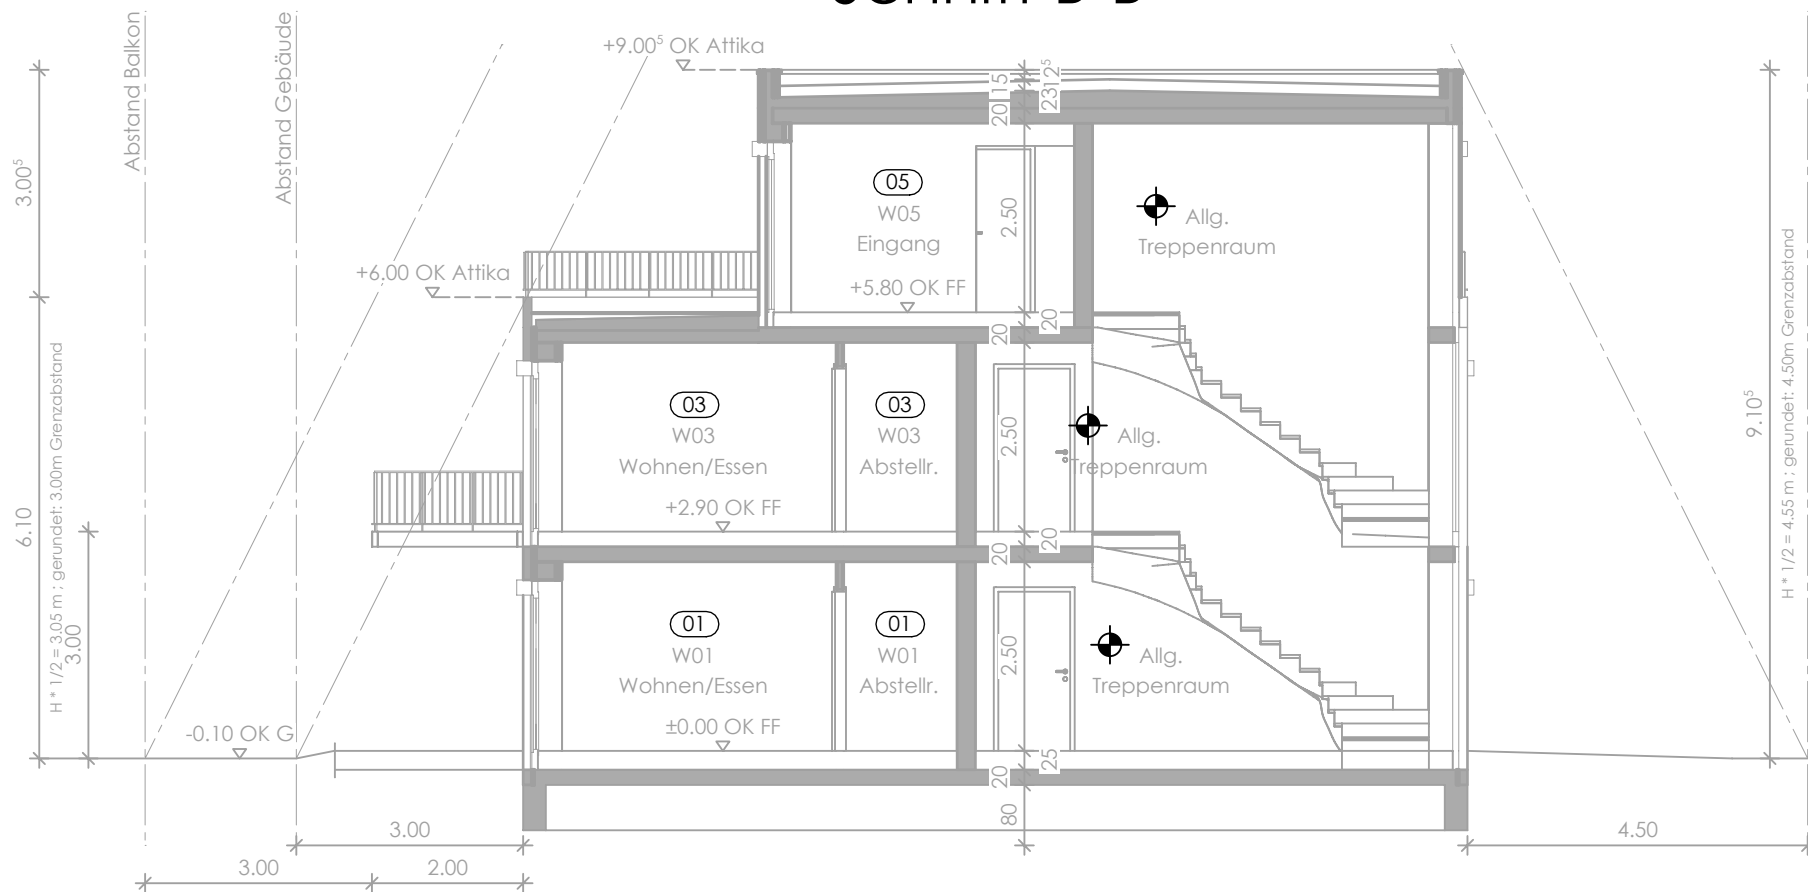 +9.00⁵ OK Attika
Abstand Balkon
Abstand Gebäude
15
12⁵
23
20
3.00⁵
05
W05
Eingang
2.50
Allg.
Treppenraum
+6.00 OK Attika
+5.80 OK FF
20
20
H * 1/2 = 3.05 m ; gerundet: 3.00m Grenzabstand
H * 1/2 = 4.55 m ; gerundet: 4.50m Grenzabstand
9.10⁵
6.10
03
W03
Wohnen/Essen
03
W03
Abstellr.
2.50
Allg.
Treppenraum
+2.90 OK FF
20
20
3.00
01
W01
Wohnen/Essen
01
W01
Abstellr.
2.50
Allg.
Treppenraum
±0.00 OK FF
-0.10 OK G
25
20
80
3.00
4.50
3.00
2.00